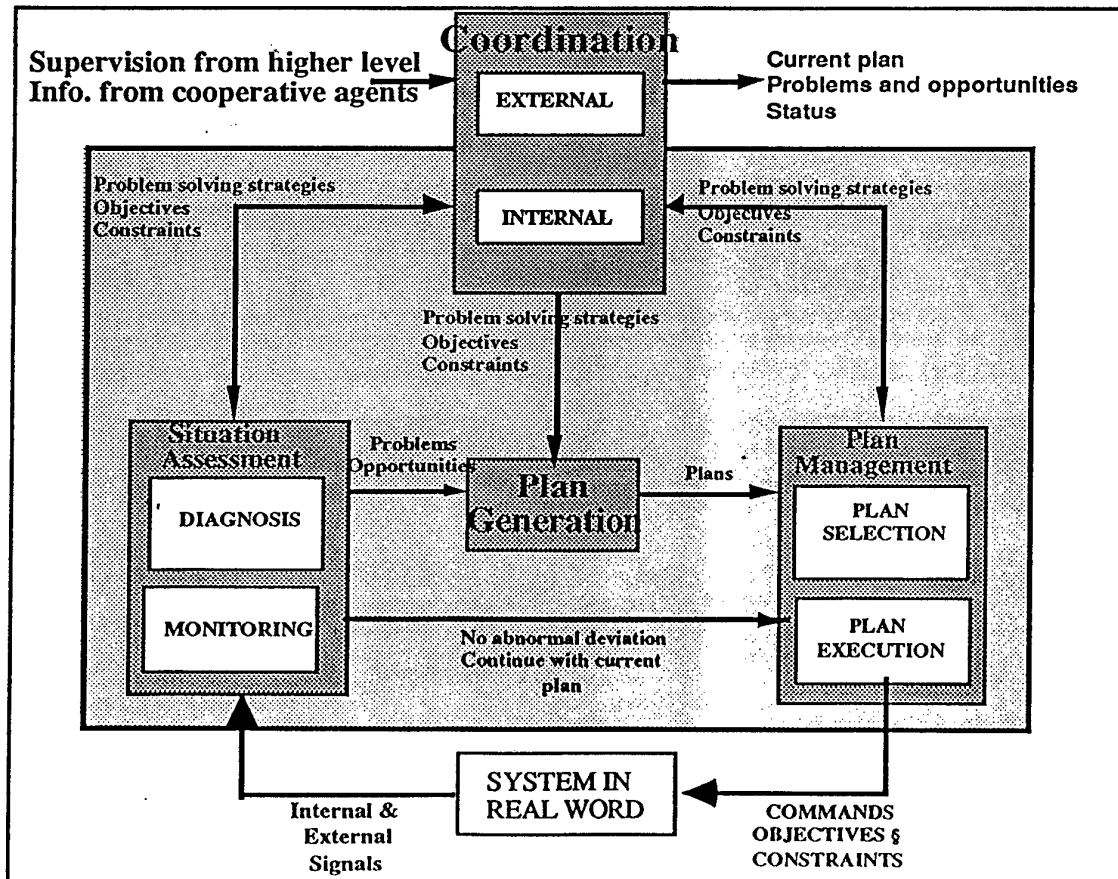 Coordination
Supervision from higher level
Info. from cooperative agents
EXTERNAL
Current plan
Problems and opportunities
Status
INTERNAL
Problem solving strategies
Objectives
Constraints
Problem solving strategies
Objectives
Constraints
Problem solving strategies
Objectives
Constraints
Situation
Assessment
DIAGNOSIS
MONITORING
Problems
Opportunities
Plan
Generation
Plans
Plan
Management
PLAN
SELECTION
PLAN
EXECUTION
No abnormal deviation
Continue with current
plan
SYSTEM IN
REAL WORD
Internal &
External
Signals
COMMANDS
OBJECTIVES §
CONSTRAINTS